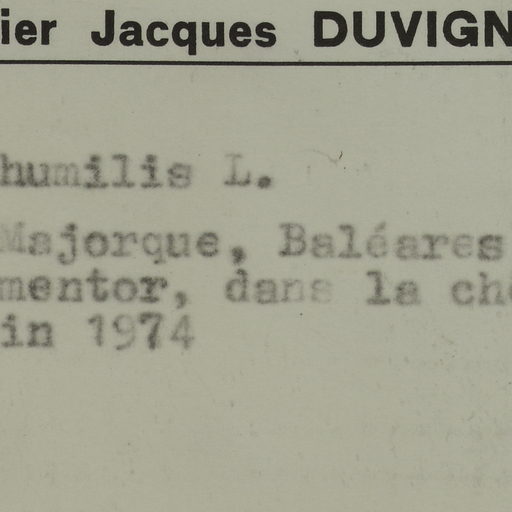 ier Jacques DUVIGN
humilis L.
Majorque, Baléares
mentor, dans la ch
in 1974